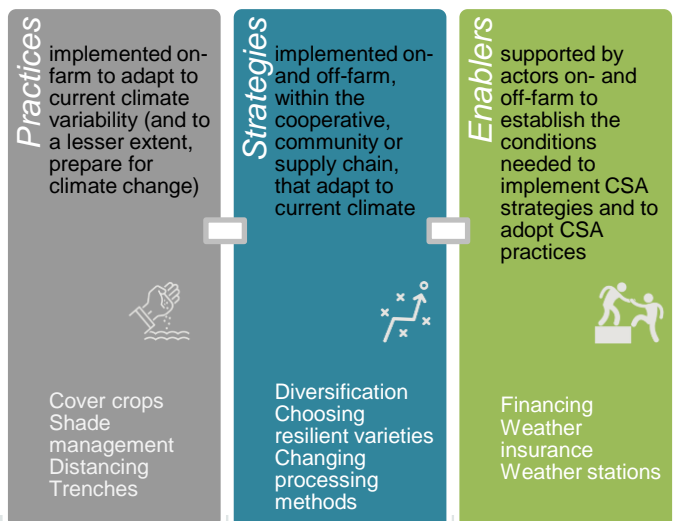 Practices
implemented on-
farm to adapt to
current climate
variability (and to
a lesser extent,
prepare for
climate change)
Cover crops
Shade
management
Distancing
Trenches
Strategies
implemented on-
and off-farm,
within the
cooperative,
community or
supply chain,
that adapt to
current climate
Diversification
Choosing
resilient varieties
Changing
processing
methods
Enablers
supported by
actors on- and
off-farm to
establish the
conditions
needed to
implement CSA
strategies and to
adopt CSA
practices
Financing
Weather
insurance
Weather stations